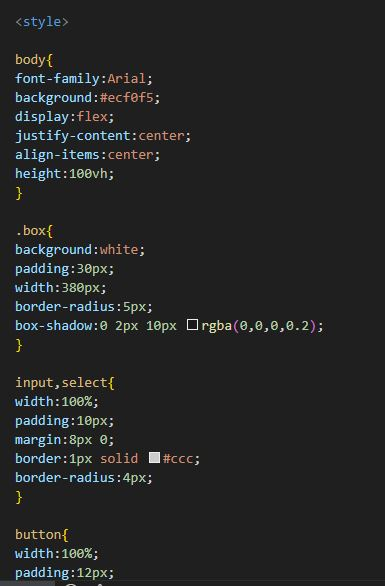 <style>
body{
font-family:Arial;
background:#ecf0f5;
display:flex;
justify-content:center;
align-items:center;
height:100vh;
}
.box{
background:white;
padding:30px;
width:380px;
border-radius:5px;
box-shadow:0 2px 10px rgba(0,0,0,0.2);
}
input,select{
width:100%;
padding:10px;
margin:8px 0;
border:1px solid #ccc;
border-radius:4px;
}
button{
width:100%;
padding:12px;